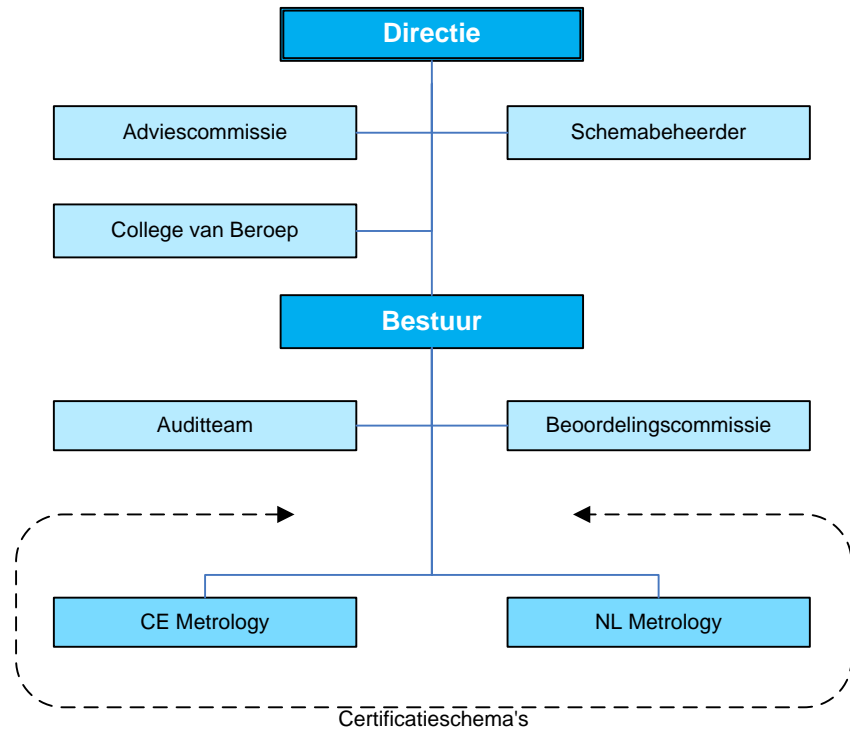 Directie
Adviescommissie
Schemabeheerder
College van Beroep
Bestuur
Auditteam
Beoordelingscommissie
CE Metrology
NL Metrology
Certificatieschema's